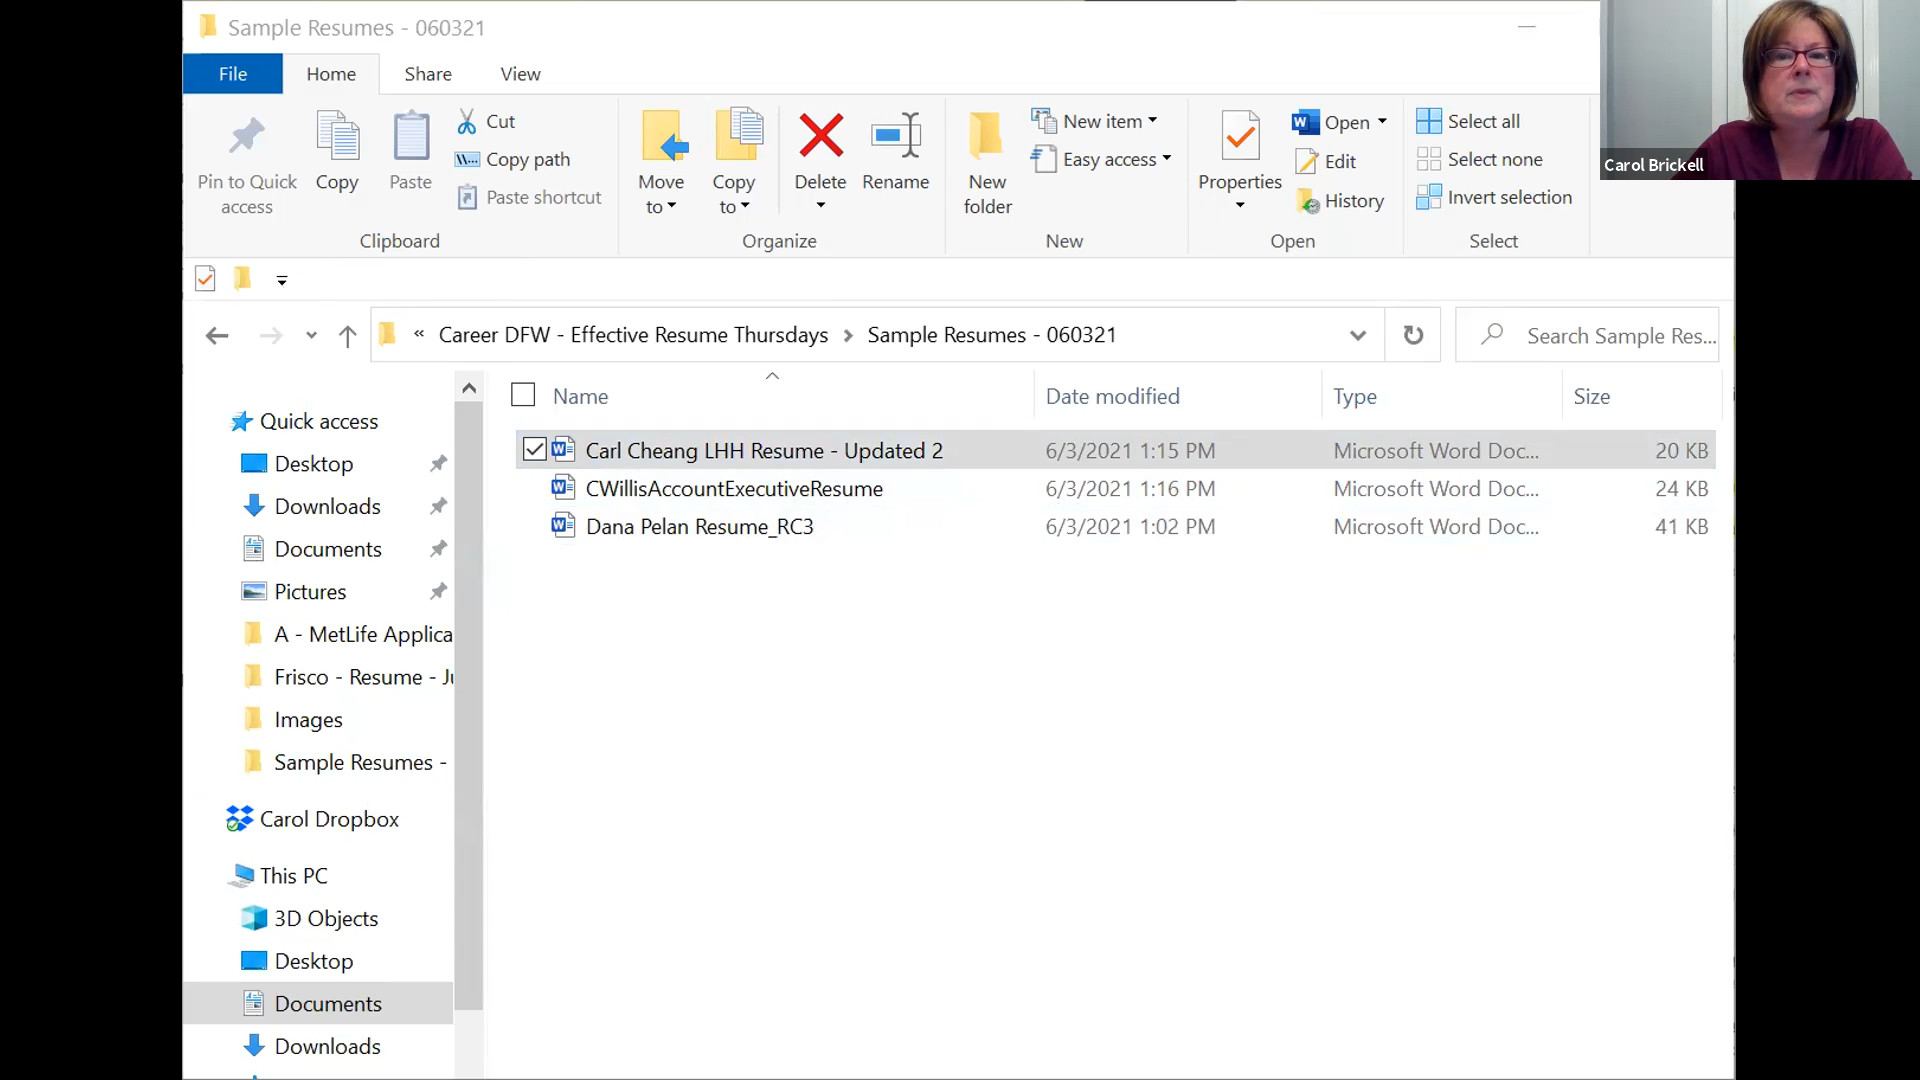 Sample Resumes - 060321
File Home Share View
Pin to Quick access
Copy
Paste
Cut
Copy path
Paste shortcut
Clipboard
Move to
Copy to
Delete
Rename
Organize
New folder
New item
Easy access
New
Properties
Open
Edit
History
Open
Select all
Select none
Invert selection
Select
Carol Brickell
« Career DFW - Effective Resume Thursdays > Sample Resumes - 060321
Search Sample Res...
Name Date modified Type Size
Carl Cheang LHH Resume - Updated 2 6/3/2021 1:15 PM Microsoft Word Doc... 20 KB
CWillisAccountExecutiveResume 6/3/2021 1:16 PM Microsoft Word Doc... 24 KB
Dana Pelan Resume_RC3 6/3/2021 1:02 PM Microsoft Word Doc... 41 KB
Quick access
Desktop
Downloads
Documents
Pictures
A - MetLife Applica
Frisco - Resume - Ju
Images
Sample Resumes -
Carol Dropbox
This PC
3D Objects
Desktop
Documents
Downloads